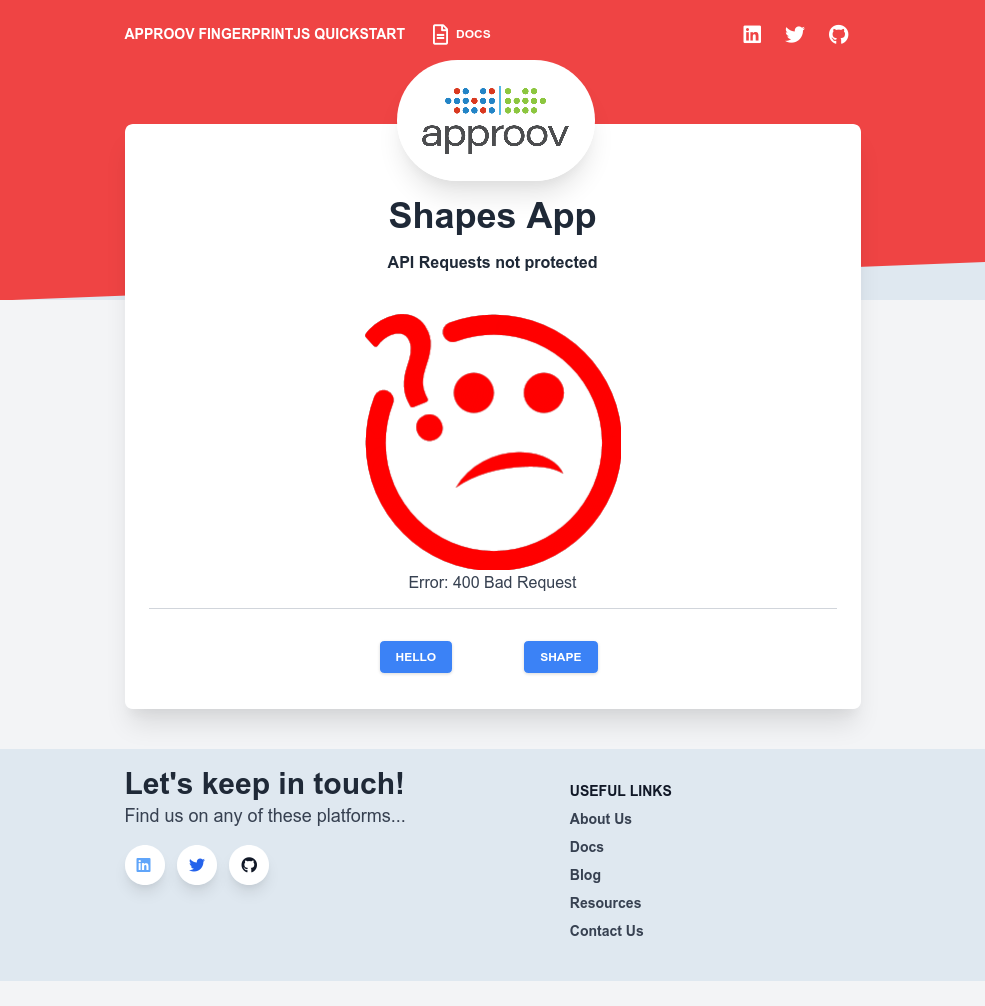 APPROOV FINGERPRINTJS QUICKSTART DOCS
approov
Shapes App
API Requests not protected
Error: 400 Bad Request
HELLO SHAPE
Let's keep in touch!
Find us on any of these platforms...
USEFUL LINKS
About Us
Docs
Blog
Resources
Contact Us